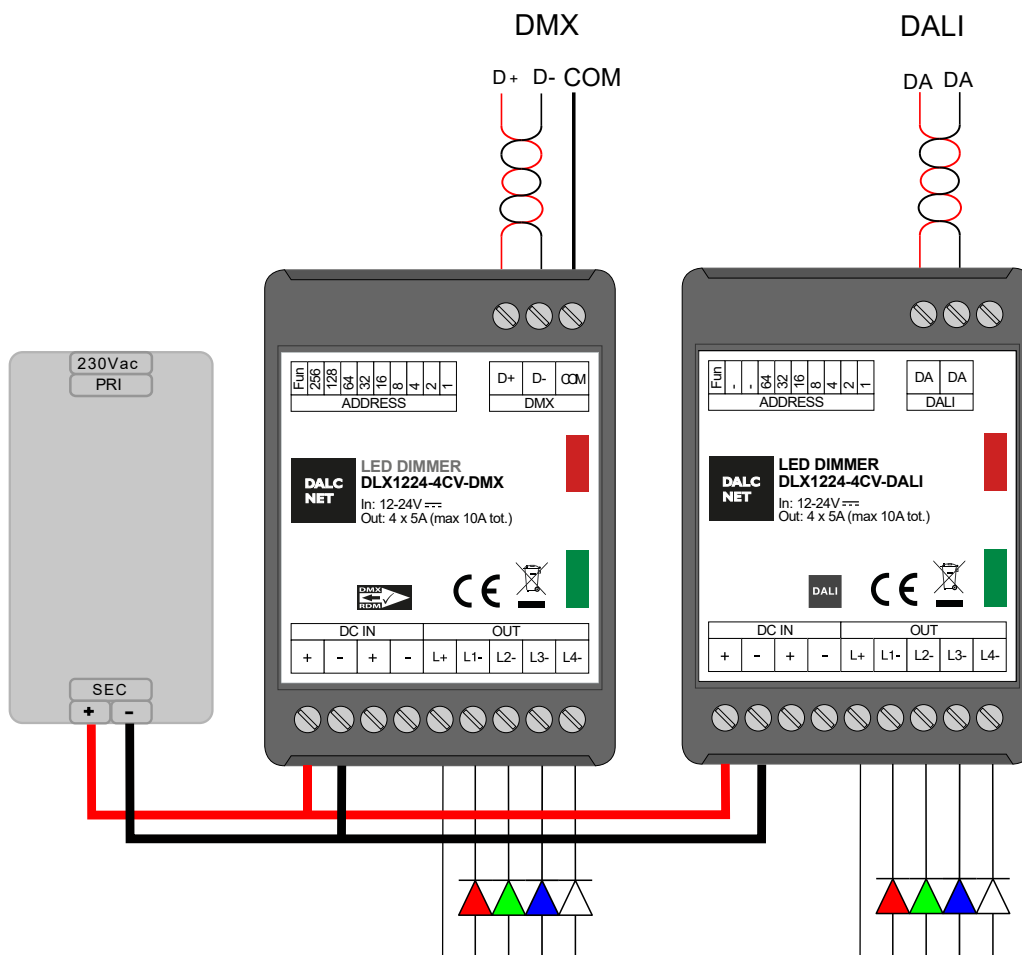 DMX
DALI
D+ D- COM
DA DA
230Vac
PRI
SEC
+ -
Fun 256 128 64 32 16 8 4 2 1
ADDRESS
D+ D- COM
DMX
DALC
NET
LED DIMMER
DLX1224-4CV-DMX
In: 12-24V
Out: 4 x 5A (max 10A tot.)
DMX
RDM
CE
DC IN OUT
+ - + - L+ L1- L2- L3- L4-
Fun - - 64 32 16 8 4 2 1
ADDRESS
DA DA
DALI
DALC
NET
LED DIMMER
DLX1224-4CV-DALI
In: 12-24V
Out: 4 x 5A (max 10A tot.)
DALI
CE
DC IN OUT
+ - + - L+ L1- L2- L3- L4-